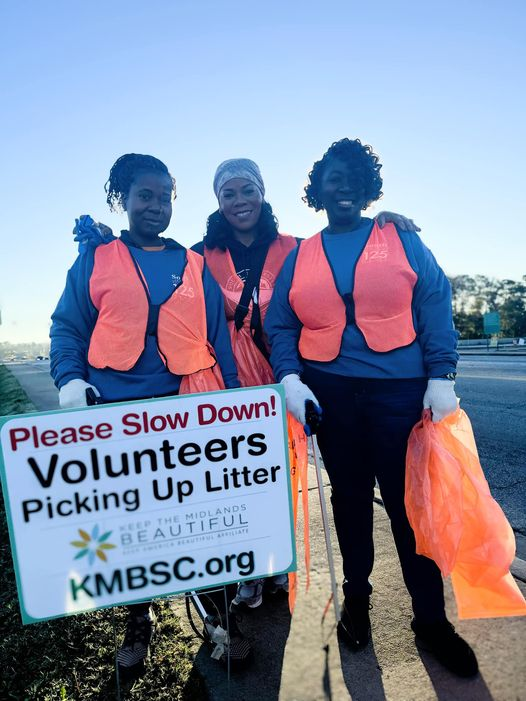 Please Slow Down!
Volunteers
Picking Up Litter
KEEP THE MIDLANDS
BEAUTIFUL
KEEP AMERICA BEAUTIFUL AFFILIATE
KMBSC.org
125
125